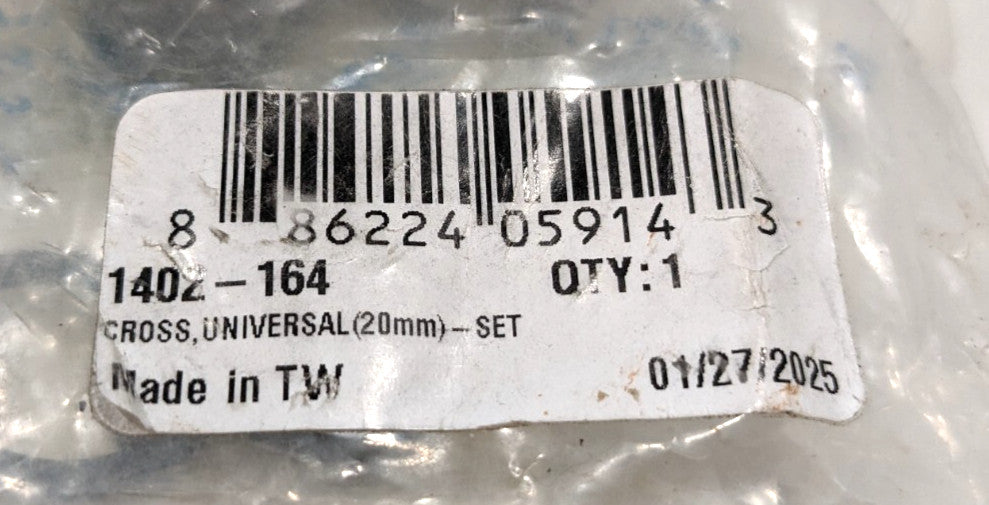 8 86224 05914 3
1402-164 QTY:1
CROSS,UNIVERSAL(20mm)-SET
Made in TW 01/27/2025